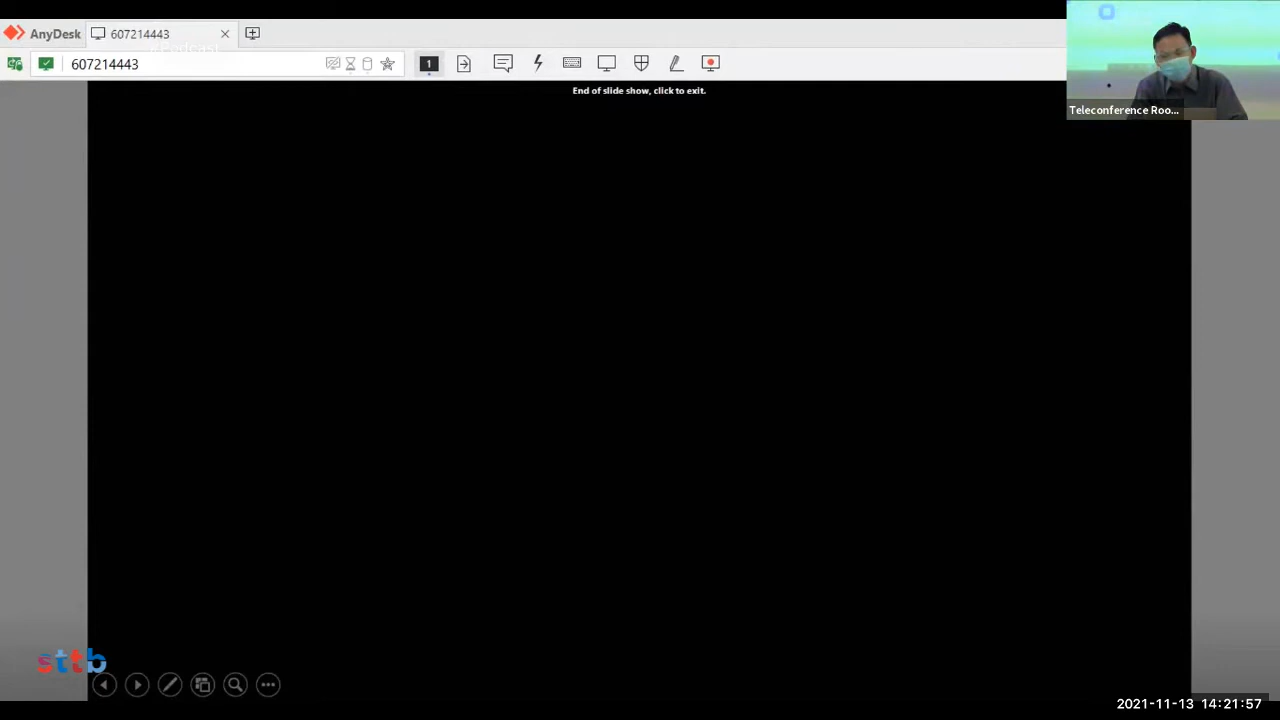 AnyDesk
607214443
#Podcast
607214443
1
End of slide show, click to exit.
Teleconference Roo...
sttb
2021-11-13 14:21:57